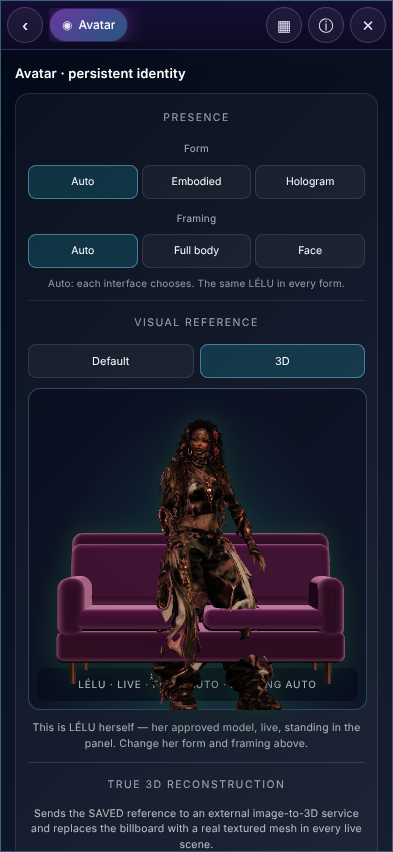 Avatar
Avatar · persistent identity
PRESENCE
Form
Auto Embodied Hologram
Framing
Auto Full body Face
Auto: each interface chooses. The same LÉLU in every form.
VISUAL REFERENCE
Default 3D
LÉLU · LIVE · AUTO · NG AUTO
This is LÉLU herself — her approved model, live, standing in the
panel. Change her form and framing above.
TRUE 3D RECONSTRUCTION
Sends the SAVED reference to an external image-to-3D service
and replaces the billboard with a real textured mesh in every live
scene.